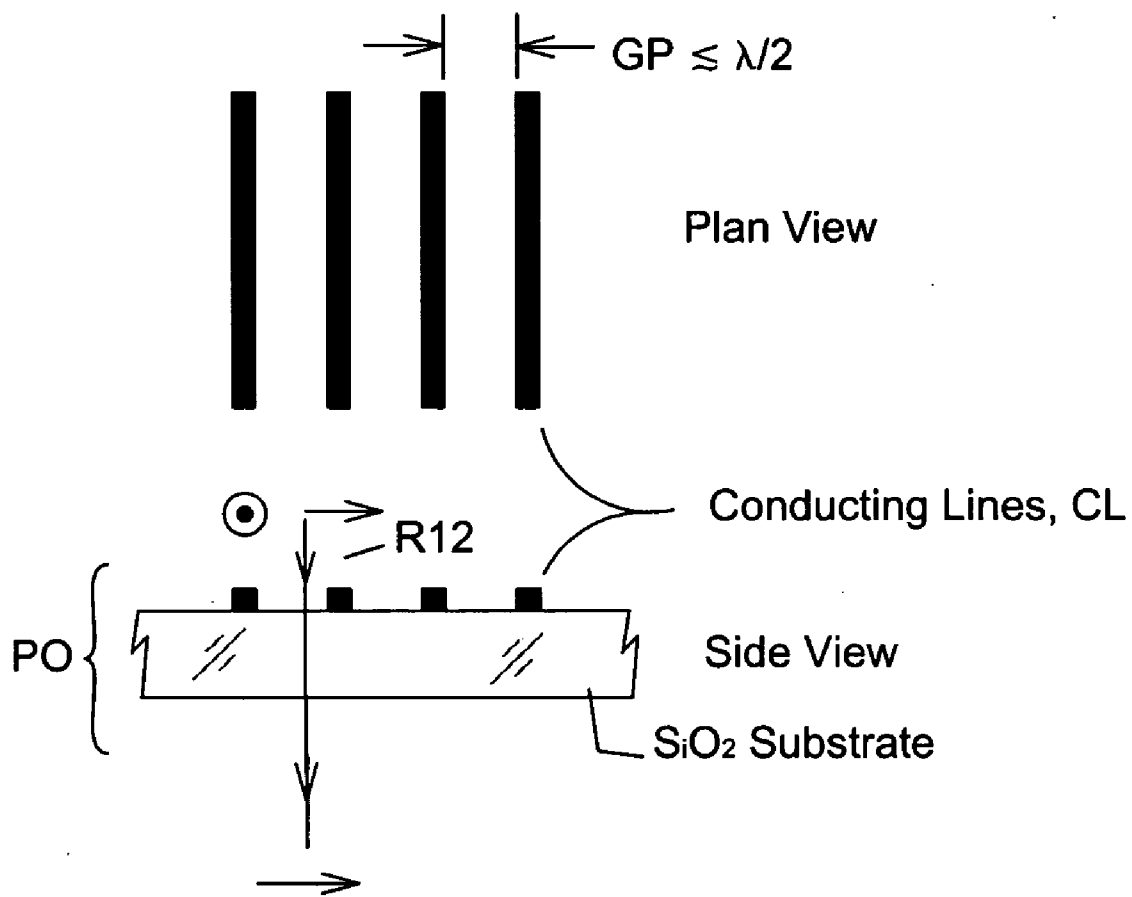 GP ≲ λ/2
Plan View
Conducting Lines, CL
R12
PO
Side View
SiO2 Substrate